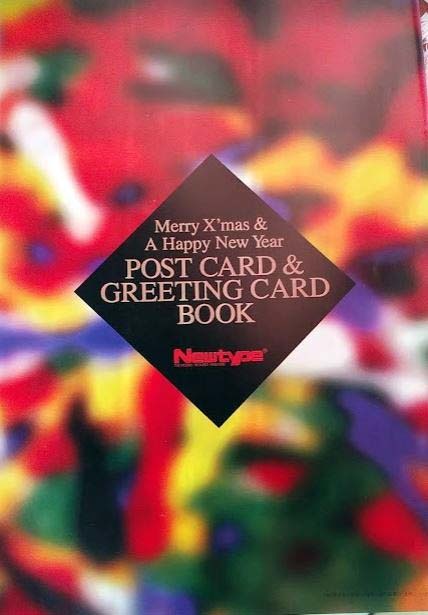 Merry X'mas &
A Happy New Year
POST CARD &
GREETING CARD
BOOK
Newtype